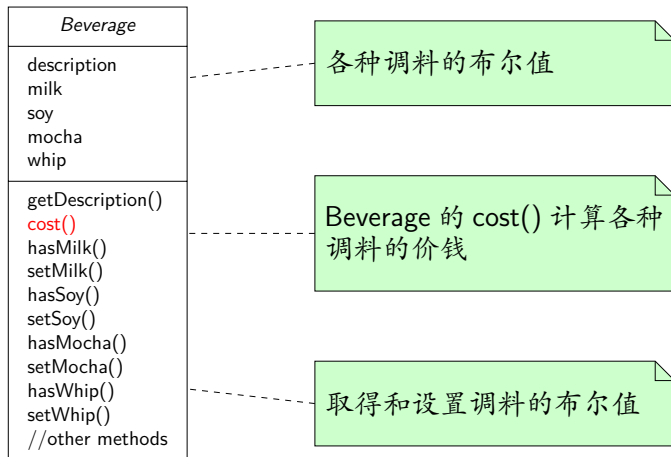 Beverage
description
milk
soy
mocha
whip
getDescription()
cost()
hasMilk()
setMilk()
hasSoy()
setSoy()
hasMocha()
setMocha()
hasWhip()
setWhip()
//other methods
各种调料的布尔值
Beverage 的 cost() 计算各种
调料的价钱
取得和设置调料的布尔值